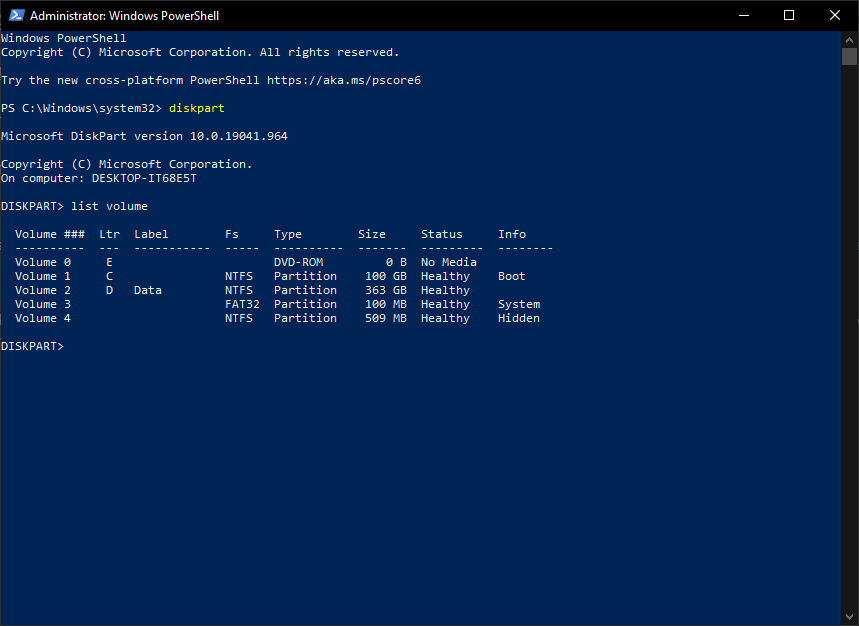 Administrator: Windows PowerShell
Windows PowerShell
Copyright (C) Microsoft Corporation. All rights reserved.
Try the new cross-platform PowerShell https://aka.ms/pscore6
PS C:\Windows\system32> diskpart
Microsoft DiskPart version 10.0.19041.964
Copyright (C) Microsoft Corporation.
On computer: DESKTOP-IT68E5T
DISKPART> list volume
  Volume ###  Ltr  Label        Fs     Type        Size     Status     Info
  ----------  ---  -----------  -----  ----------  -------  ---------  --------
  Volume 0     E                       DVD-ROM         0 B  No Media
  Volume 1     C                NTFS   Partition    100 GB  Healthy    Boot
  Volume 2     D   Data         NTFS   Partition    363 GB  Healthy
  Volume 3                      FAT32  Partition    100 MB  Healthy    System
  Volume 4                      NTFS   Partition    509 MB  Healthy    Hidden
DISKPART>